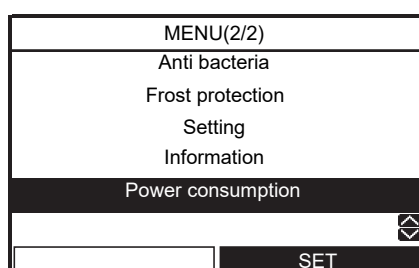 MENU(2/2)
Anti bacteria
Frost protection
Setting
Information
Power consumption
SET